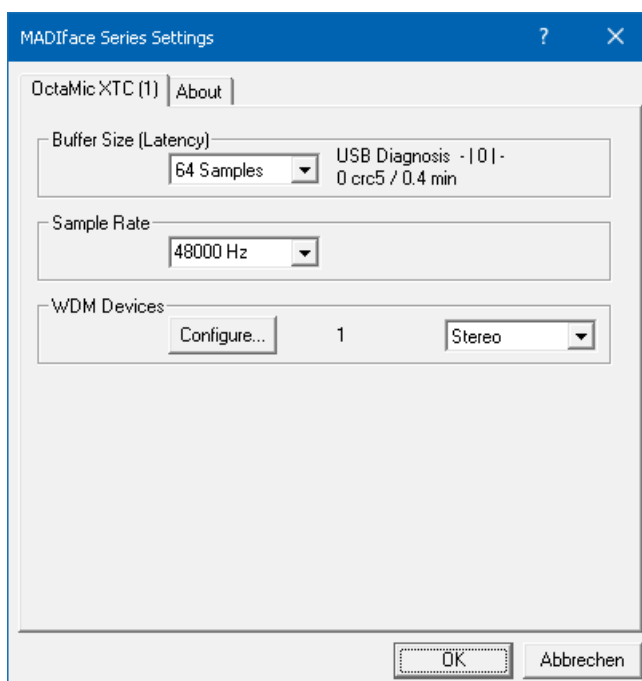 MADIface Series Settings ? ×
OctaMic XTC (1) About
Buffer Size (Latency)
64 Samples
USB Diagnosis - | 0 | -
0 crc5 / 0.4 min
Sample Rate
48000 Hz
WDM Devices
Configure... 1 Stereo
OK Abbrechen